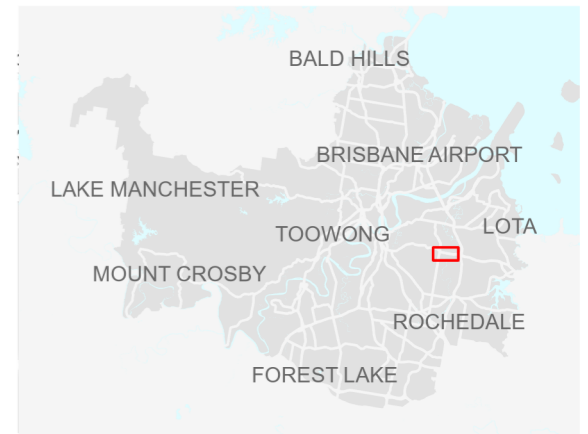 BALD HILLS
BRISBANE AIRPORT
LAKE MANCHESTER
LOTA
TOOWONG
MOUNT CROSBY
ROCHEDALE
FOREST LAKE